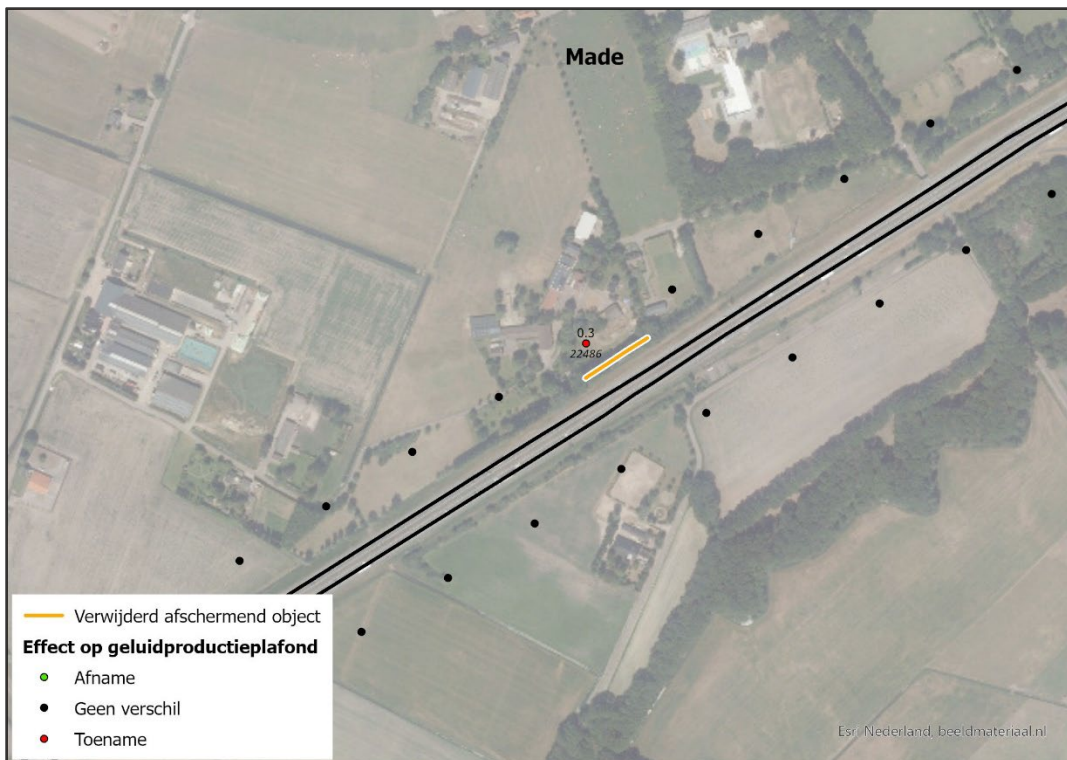 Made
0.3
22486
Verwijderd afschermend object
Effect op geluidproductieplafond
Afname
Geen verschil
Toename
Esri Nederland, beeldmateriaal.nl